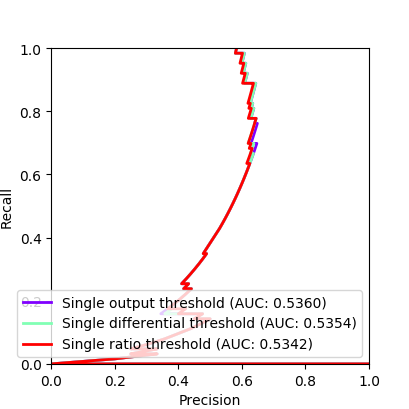 1.0
0.8
0.6
0.4
0.2
0.0
Recall
Single output threshold (AUC: 0.5360)
Single differential threshold (AUC: 0.5354)
Single ratio threshold (AUC: 0.5342)
0.0 0.2 0.4 0.6 0.8 1.0
Precision